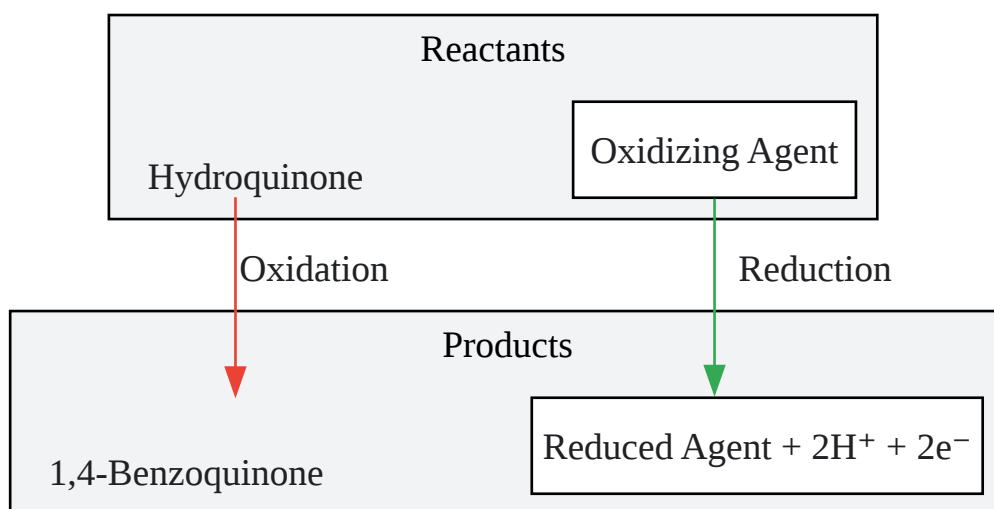 Reactants
Oxidizing Agent
Hydroquinone
Oxidation
Reduction
Products
Reduced Agent + 2H⁺ + 2e⁻
1,4-Benzoquinone